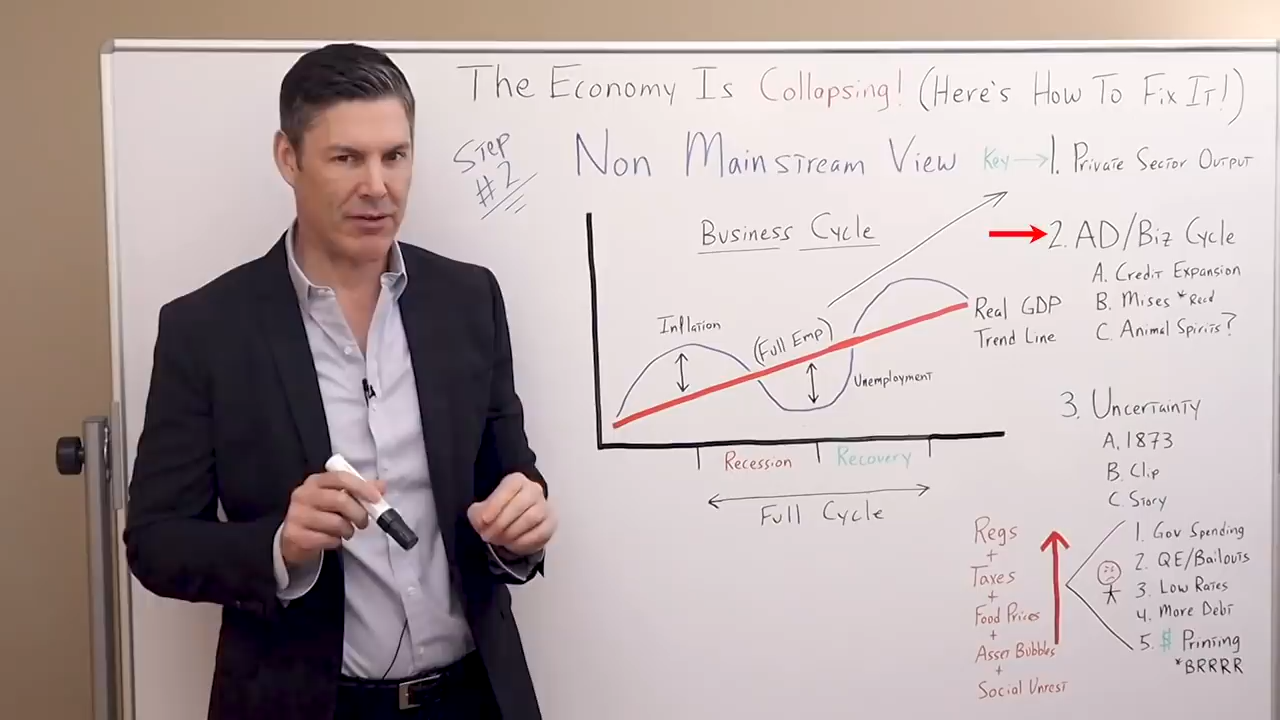 The Economy Is Collapsing! (Here's How To Fix It!)
Step
#2
Non Mainstream View
Key → 1. Private Sector Output
Business Cycle
2. AD/Biz Cycle
A. Credit Expansion
B. Mises *Recd
C. Animal Spirits?
Inflation
(Full Emp)
Real GDP
Trend Line
Unemployment
3. Uncertainty
A. 1873
B. Clip
C. Story
Recession
Recovery
Full Cycle
Regs
+
Taxes
+
Food Prices
+
Asset Bubbles
+
Social Unrest
1. Gov Spending
2. QE/Bailouts
3. Low Rates
4. More Debt
5. $ Printing
*BRRRR